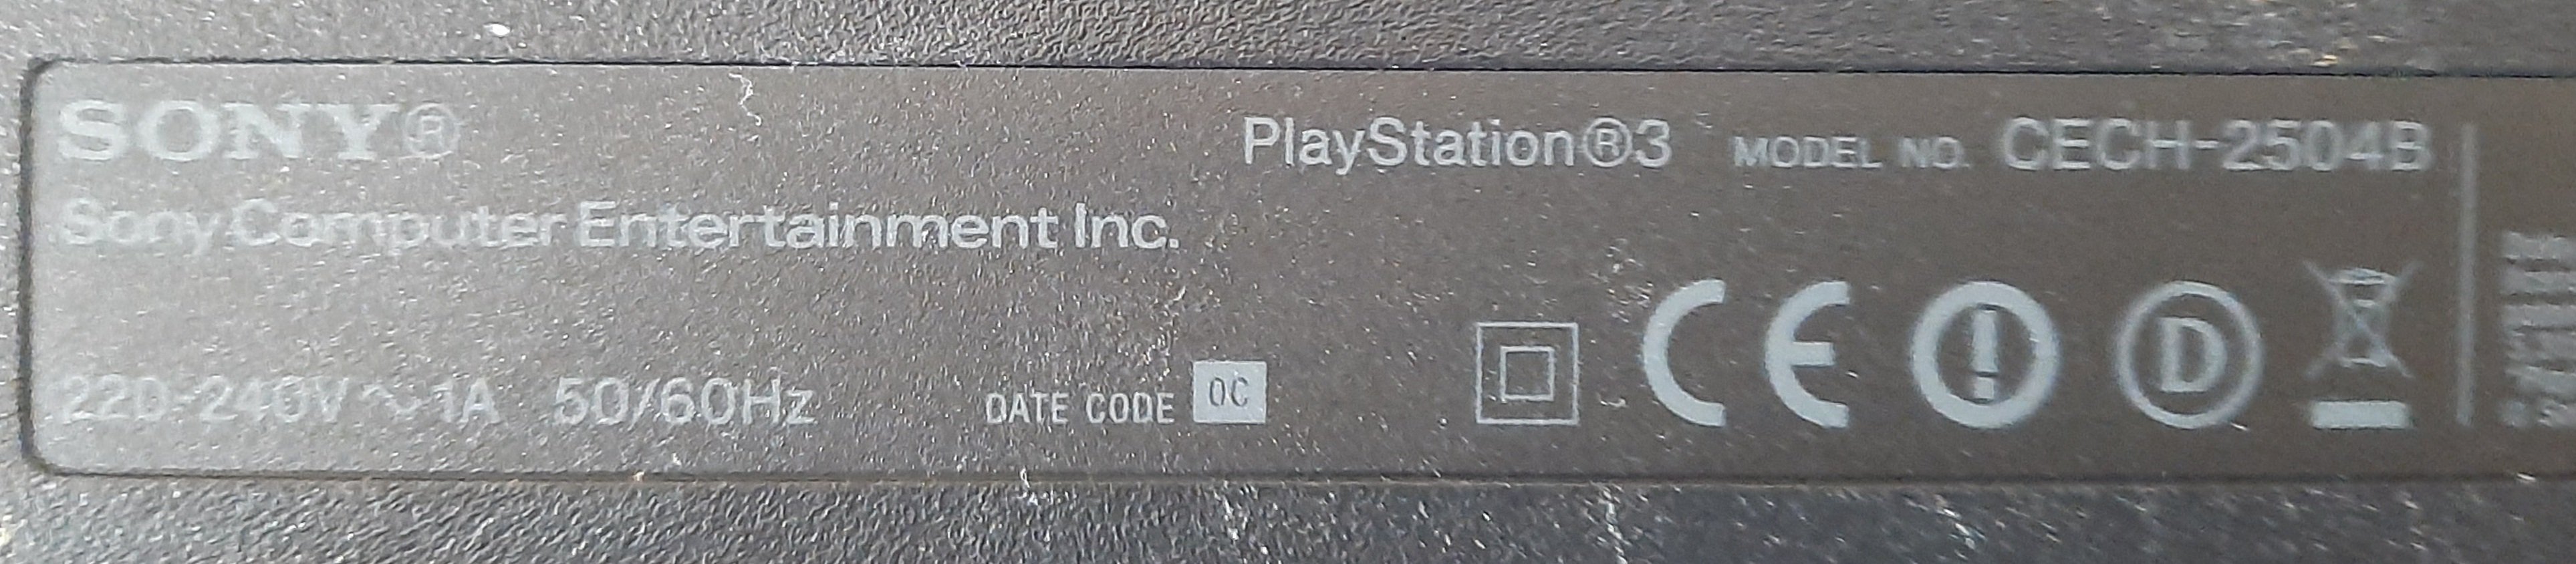 SONY®
PlayStation®3 MODEL NO. CECH-2504B
Sony Computer Entertainment Inc.
220-240V~1A 50/60Hz
DATE CODE 0C
CE
D